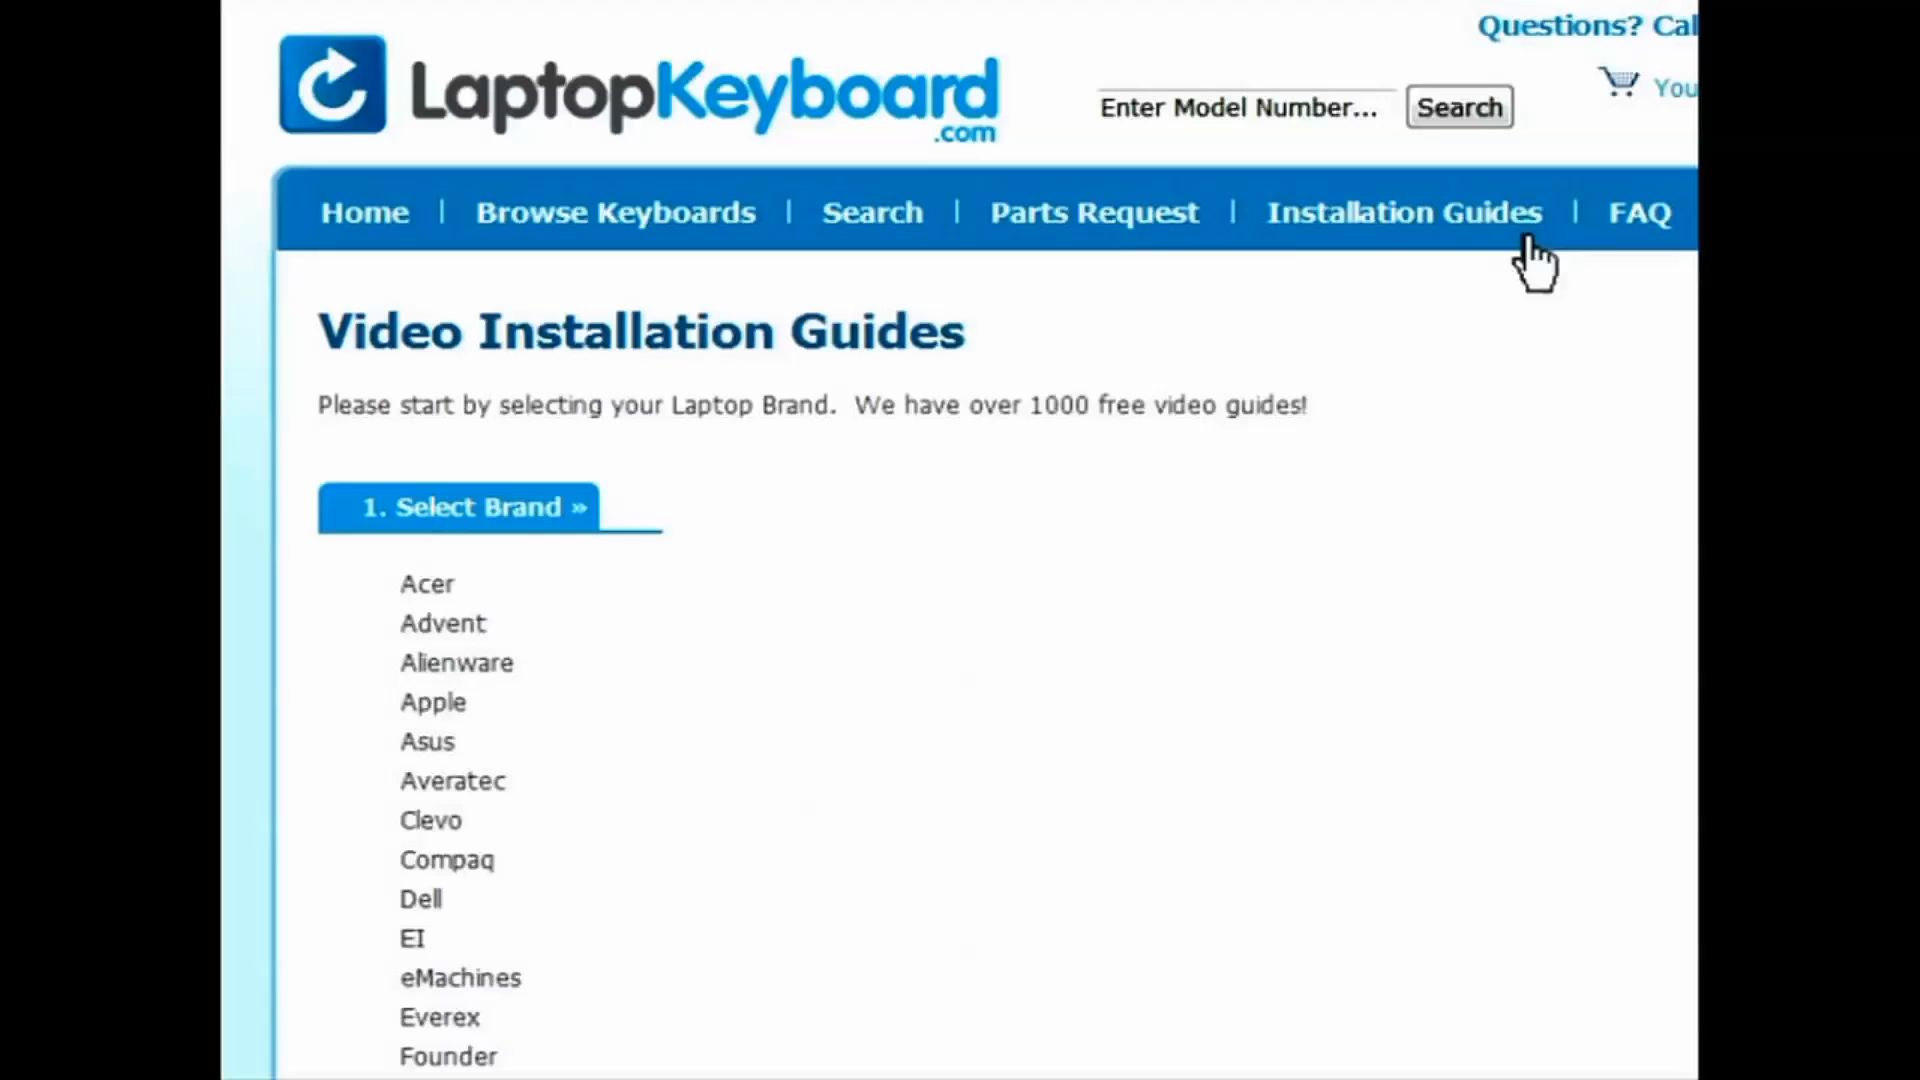 Questions? Cal
LaptopKeyboard
.com
Enter Model Number...
Search
You
Home | Browse Keyboards | Search | Parts Request | Installation Guides | FAQ
Video Installation Guides
Please start by selecting your Laptop Brand. We have over 1000 free video guides!
1. Select Brand »
Acer
Advent
Alienware
Apple
Asus
Averatec
Clevo
Compaq
Dell
EI
eMachines
Everex
Founder